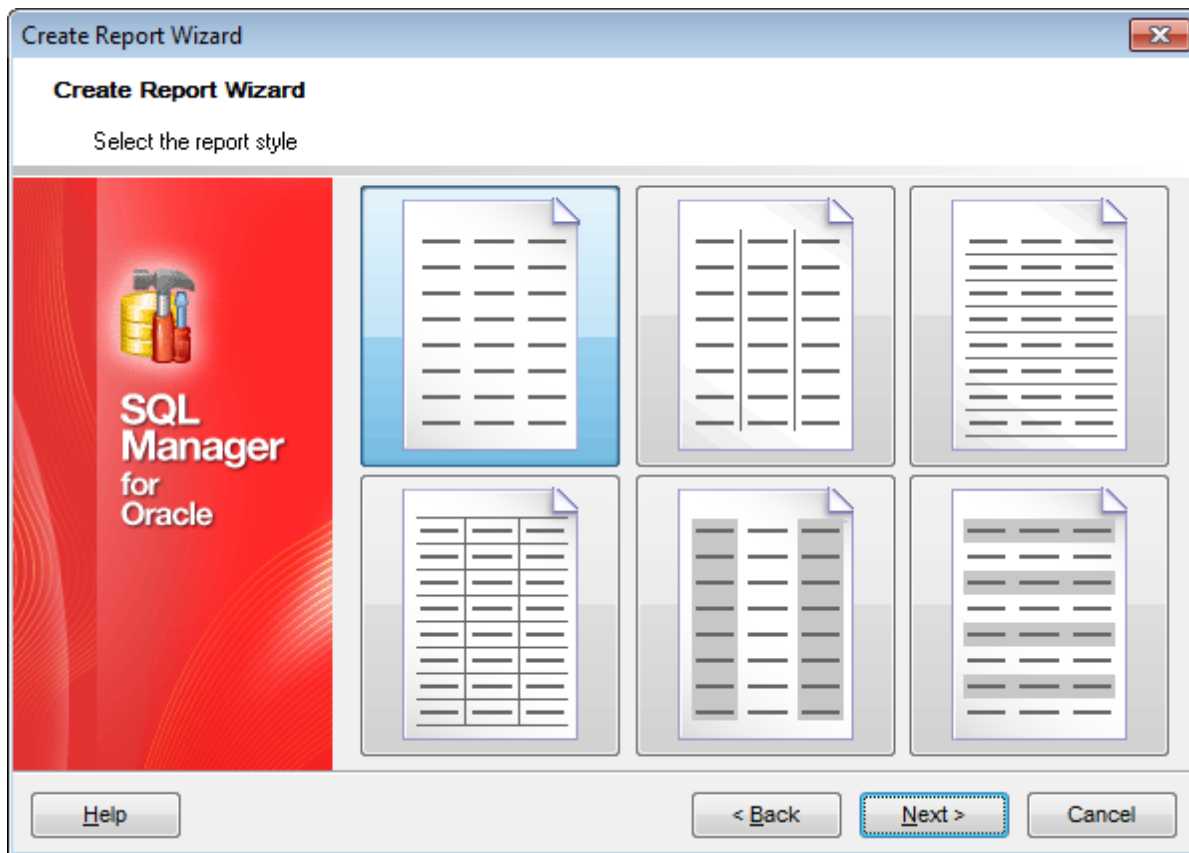 Create Report Wizard
Create Report Wizard
Select the report style
SQL
Manager
for
Oracle
Help
< Back
Next >
Cancel